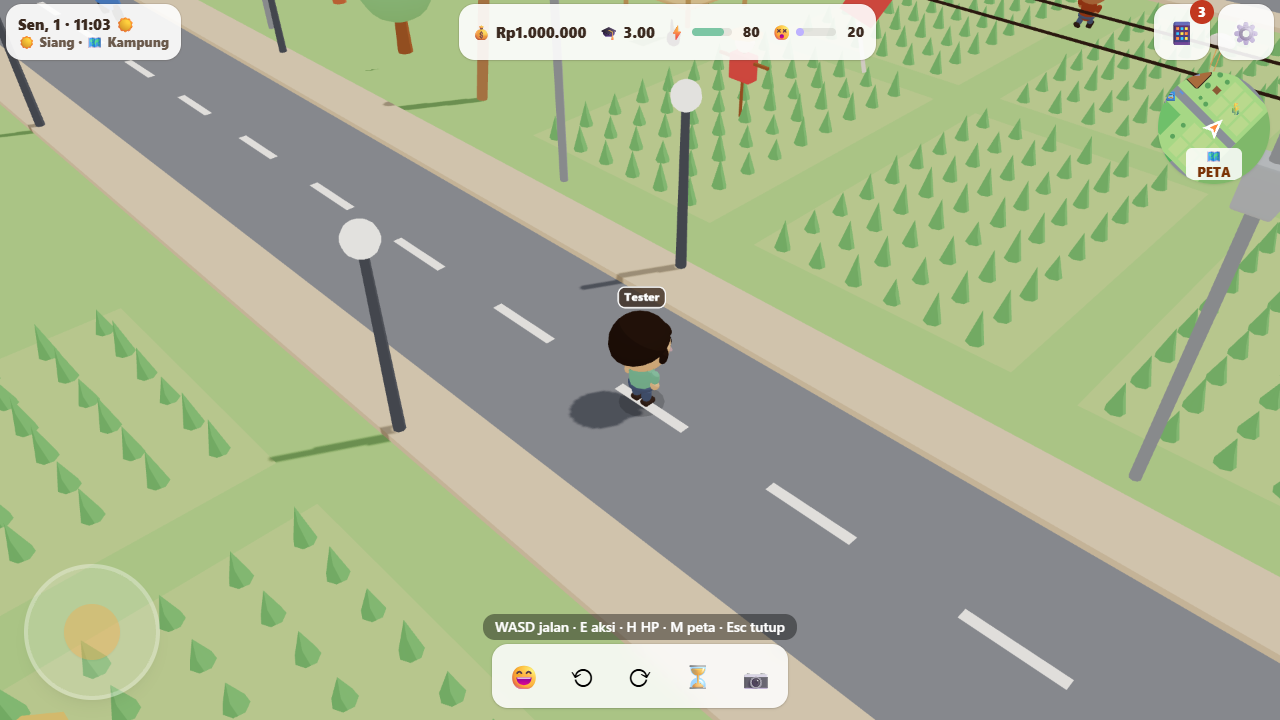 Sen, 1 · 11:03
Siang · Kampung
Rp1.000.000 3.00 80 20
3
PETA
Tester
WASD jalan · E aksi · H HP · M peta · Esc tutup